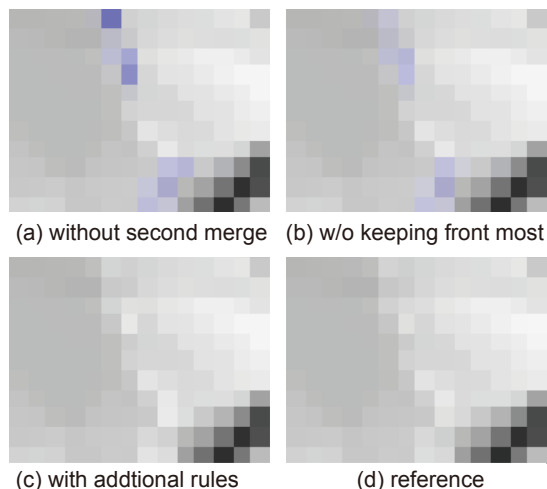 (a) without second merge
(b) w/o keeping front most
(c) with addtional rules
(d) reference